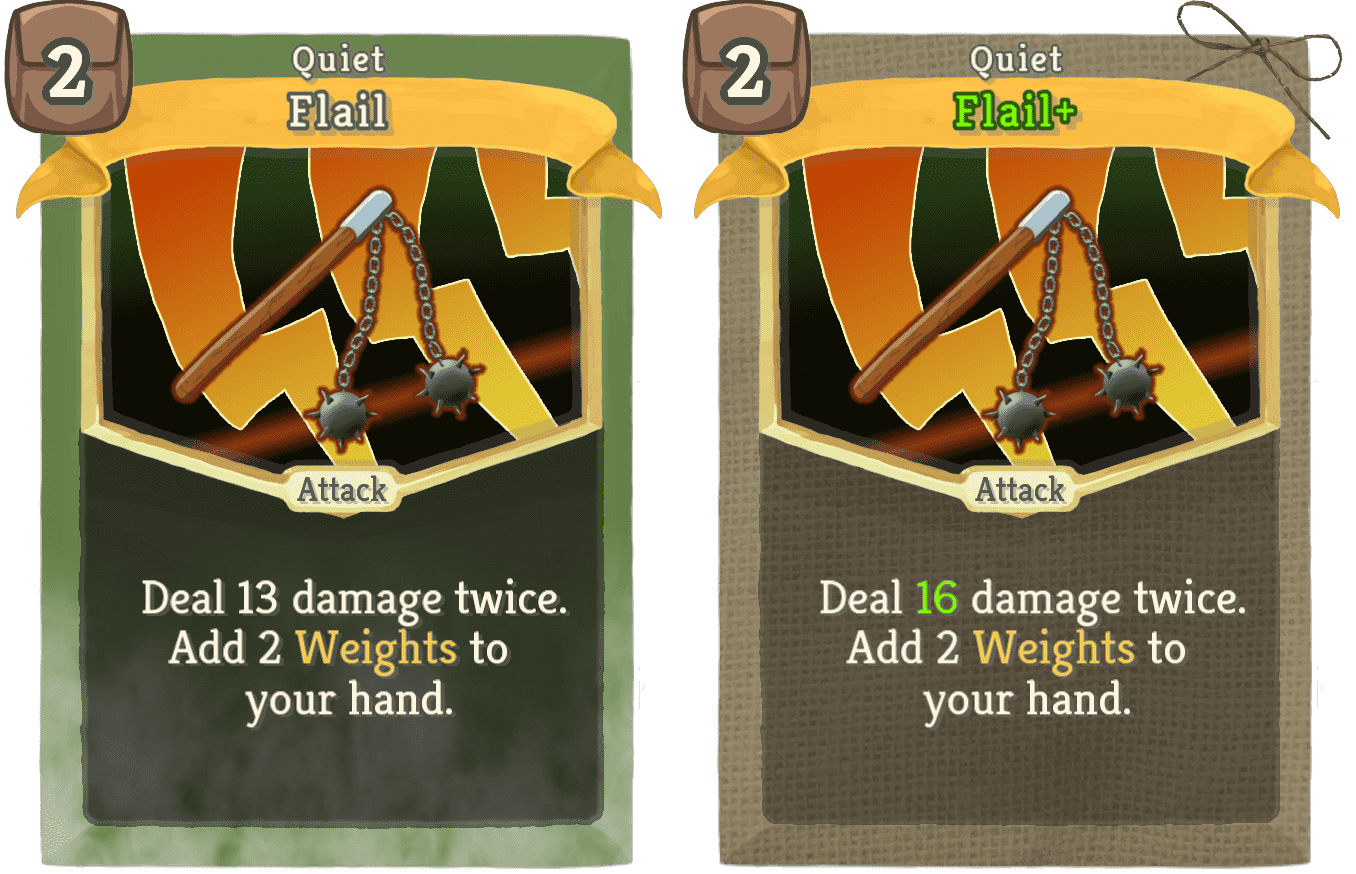 2
Quiet
Flail
Attack
Deal 13 damage twice.
Add 2 Weights to
your hand.
2
Quiet
Flail+
Attack
Deal 16 damage twice.
Add 2 Weights to
your hand.